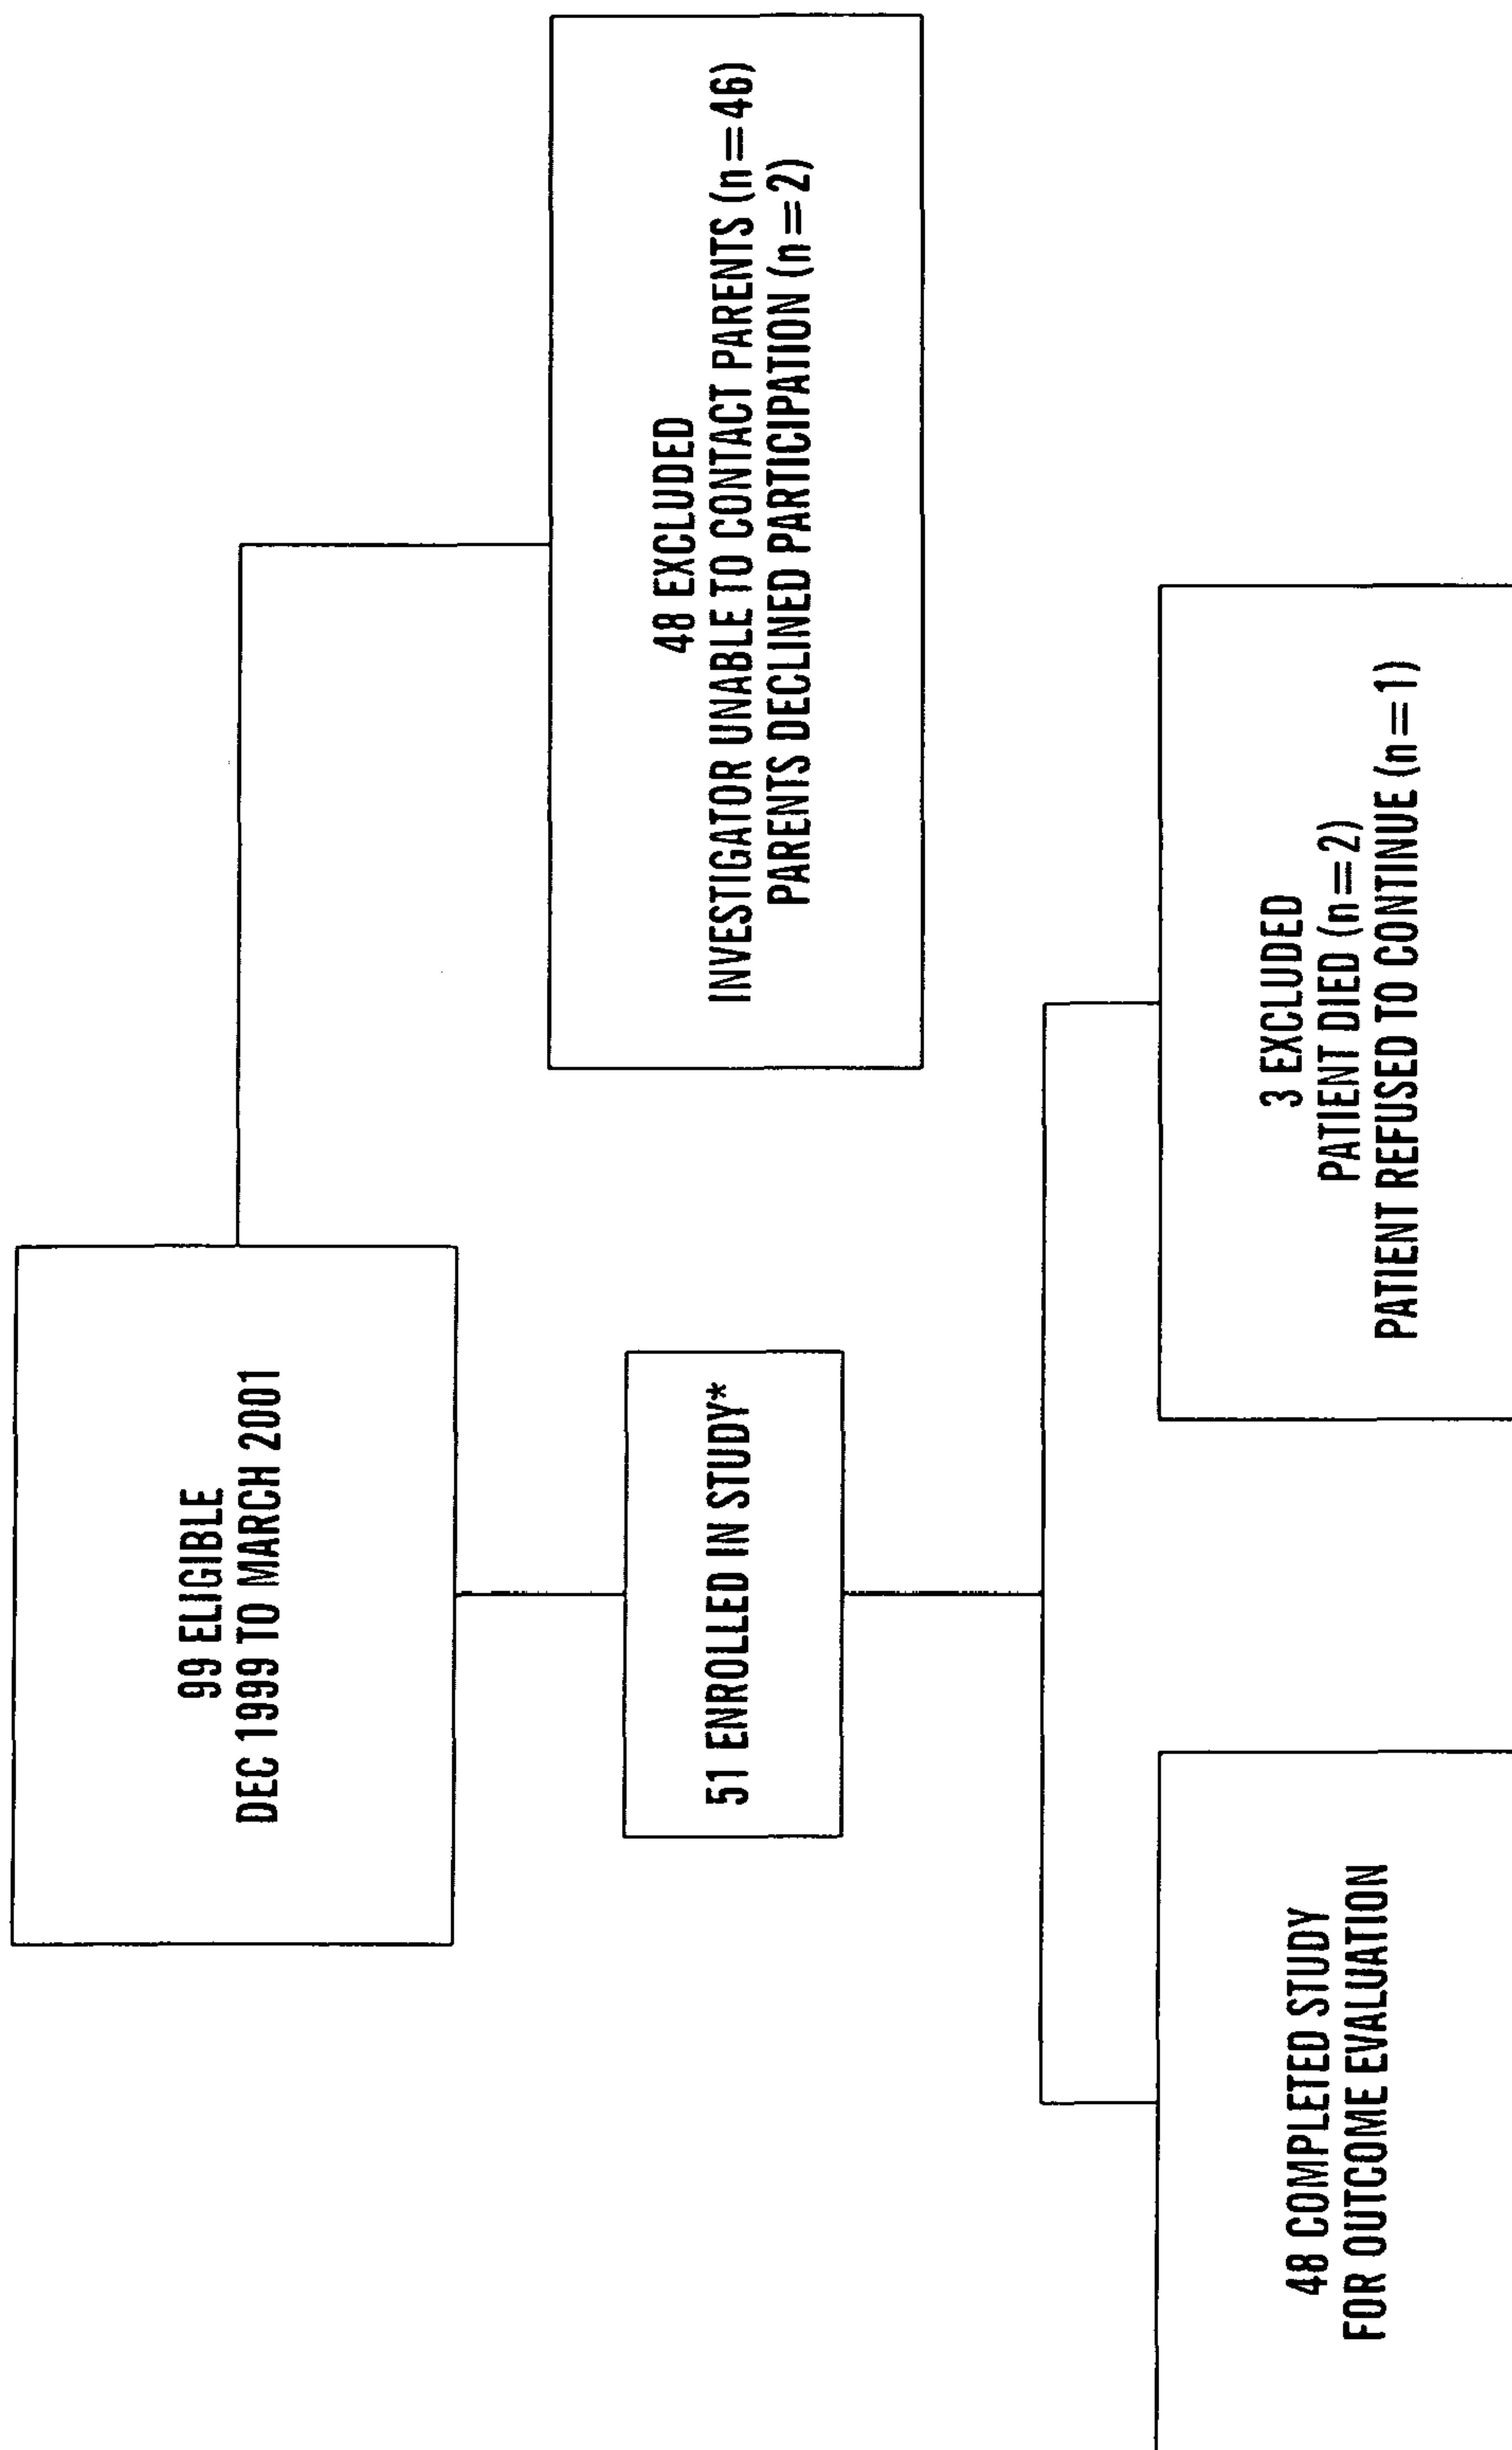 99 ELIGIBLE
DEC 1999 TO MARCH 2001
48 EXCLUDED
INVESTIGATOR UNABLE TO CONTACT PARENTS (n=46)
PARENTS DECLINED PARTICIPATION (n=2)
51 ENROLLED IN STUDY*
48 COMPLETED STUDY
FOR OUTCOME EVALUATION
3 EXCLUDED
PATIENT DIED (n=2)
PATIENT REFUSED TO CONTINUE (n=1)